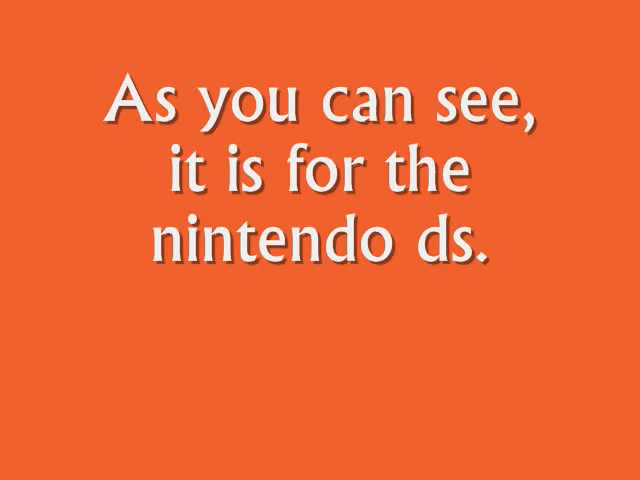 As you can see,
it is for the
nintendo ds.